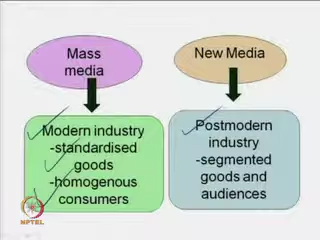 Mass
media
New Media
Modern industry
-standardised
goods
-homogenous
consumers
Postmodern
industry
-segmented
goods and
audiences
NPTEL